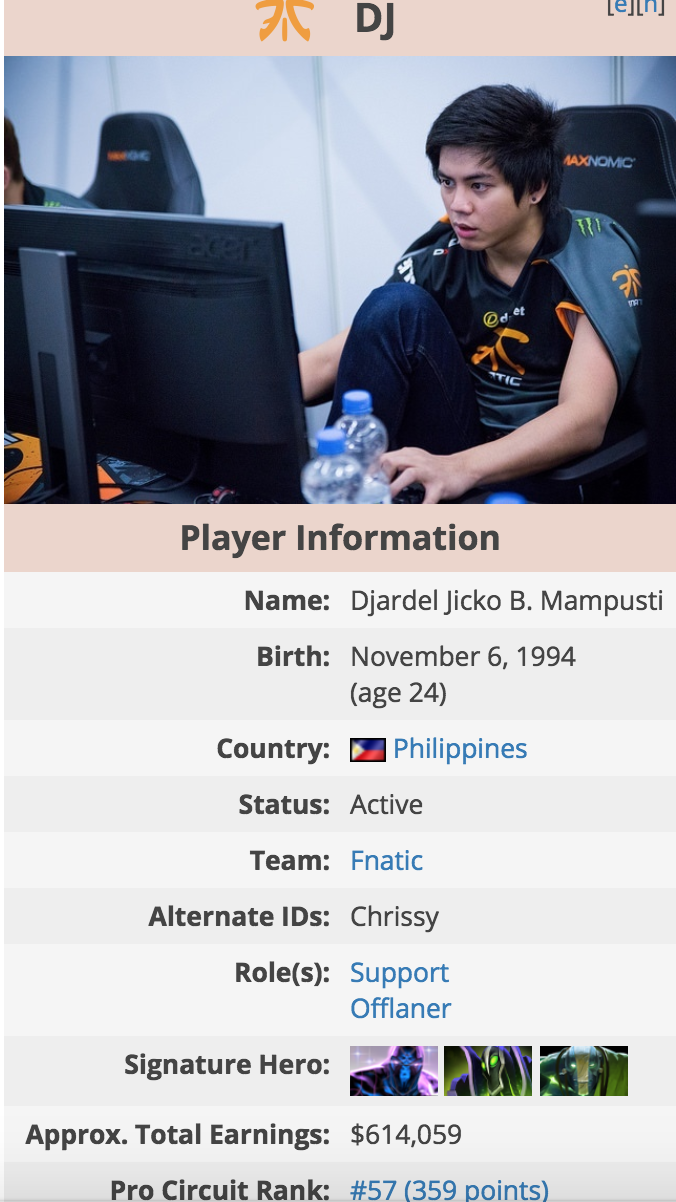 DJ
[e][h]
MAXNOMIC
MAXNOMIC
acer
Player Information
Name: Djardel Jicko B. Mampusti
Birth: November 6, 1994
(age 24)
Country: Philippines
Status: Active
Team: Fnatic
Alternate IDs: Chrissy
Role(s): Support
Offlaner
Signature Hero:
Approx. Total Earnings: $614,059
Pro Circuit Rank: #57 (359 points)